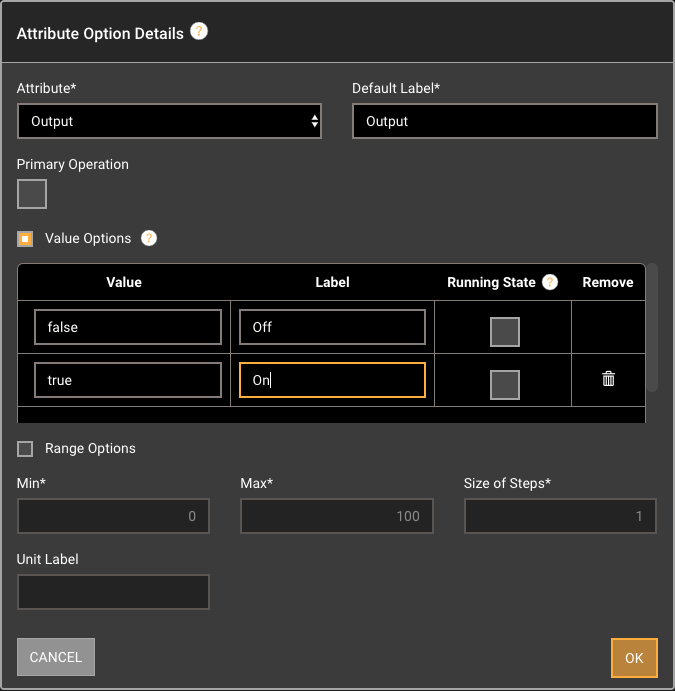 Attribute Option Details ?
Attribute* Default Label*
Output Output
Primary Operation
Value Options ?
Value Label Running State ? Remove
false Off
true On
Range Options
Min* Max* Size of Steps*
0 100 1
Unit Label
CANCEL OK